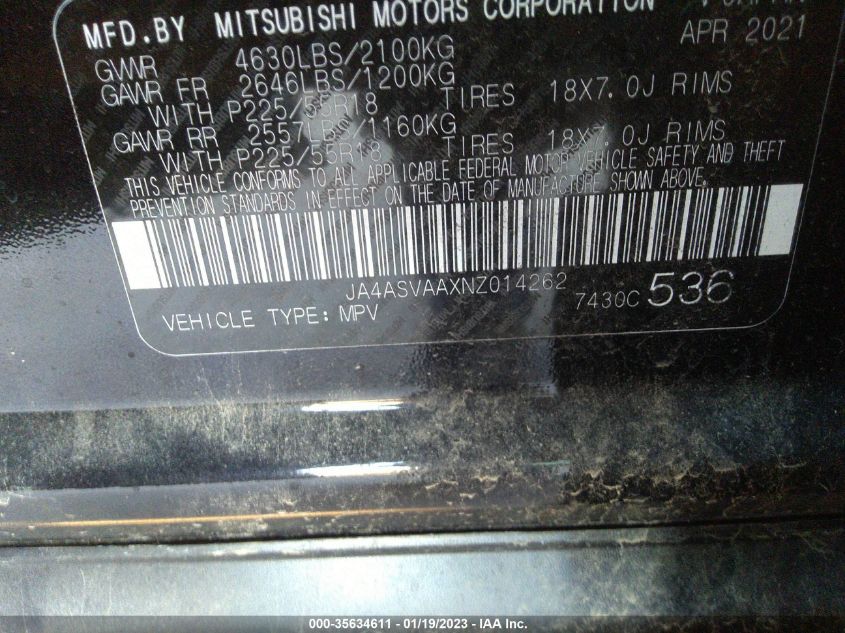 MFD.BY MITSUBISHI MOTORS CORPORATION
APR 2021
GVWR 4630LBS/2100KG
GAWR FR 2646LBS/1200KG
WITH P225/55R18 TIRES 18X7.0J RIMS
GAWR RR 2557LBS/1160KG
WITH P225/55R18 TIRES 18X7.0J RIMS
THIS VEHICLE CONFORMS TO ALL APPLICABLE FEDERAL MOTOR VEHICLE SAFETY AND THEFT
PREVENTION STANDARDS IN EFFECT ON THE DATE OF MANUFACTURE SHOWN ABOVE.
JA4ASVAAXNZ014262
VEHICLE TYPE: MPV 7430C 536
000-35634611 - 01/19/2023 - IAA Inc.